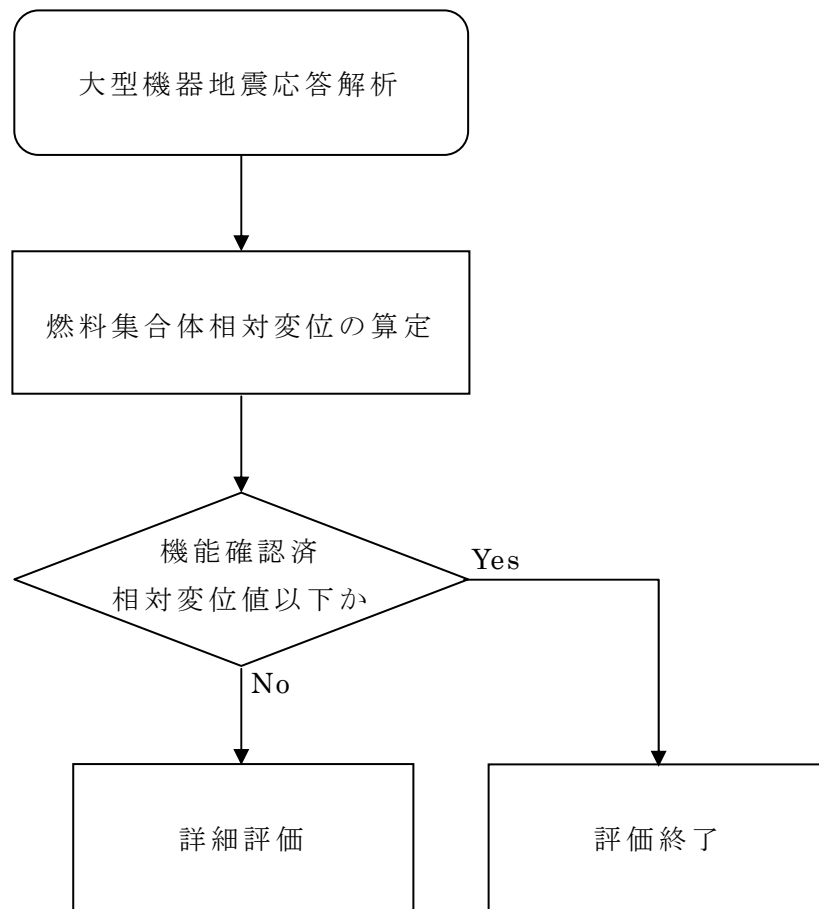 大型機器地震応答解析
燃料集合体相対変位の算定
機能確認済
相対変位値以下か
Yes
No
詳細評価
評価終了